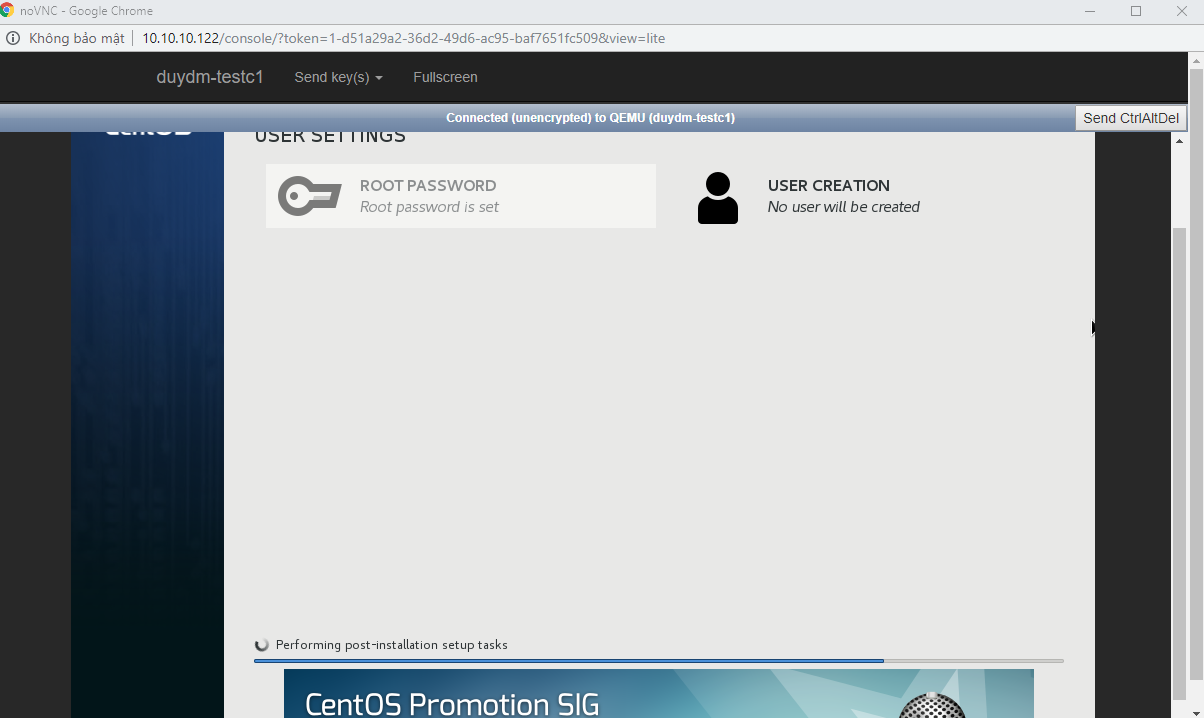 noVNC - Google Chrome
Không bảo mật 10.10.10.122/console/?token=1-d51a29a2-36d2-49d6-ac95-baf7651fc509&view=lite
duydm-testc1 Send key(s) Fullscreen
Connected (unencrypted) to QEMU (duydm-testc1) Send CtrlAltDel
CentOS USER SETTINGS
ROOT PASSWORD USER CREATION
Root password is set No user will be created
Performing post-installation setup tasks
CentOS Promotion SIG